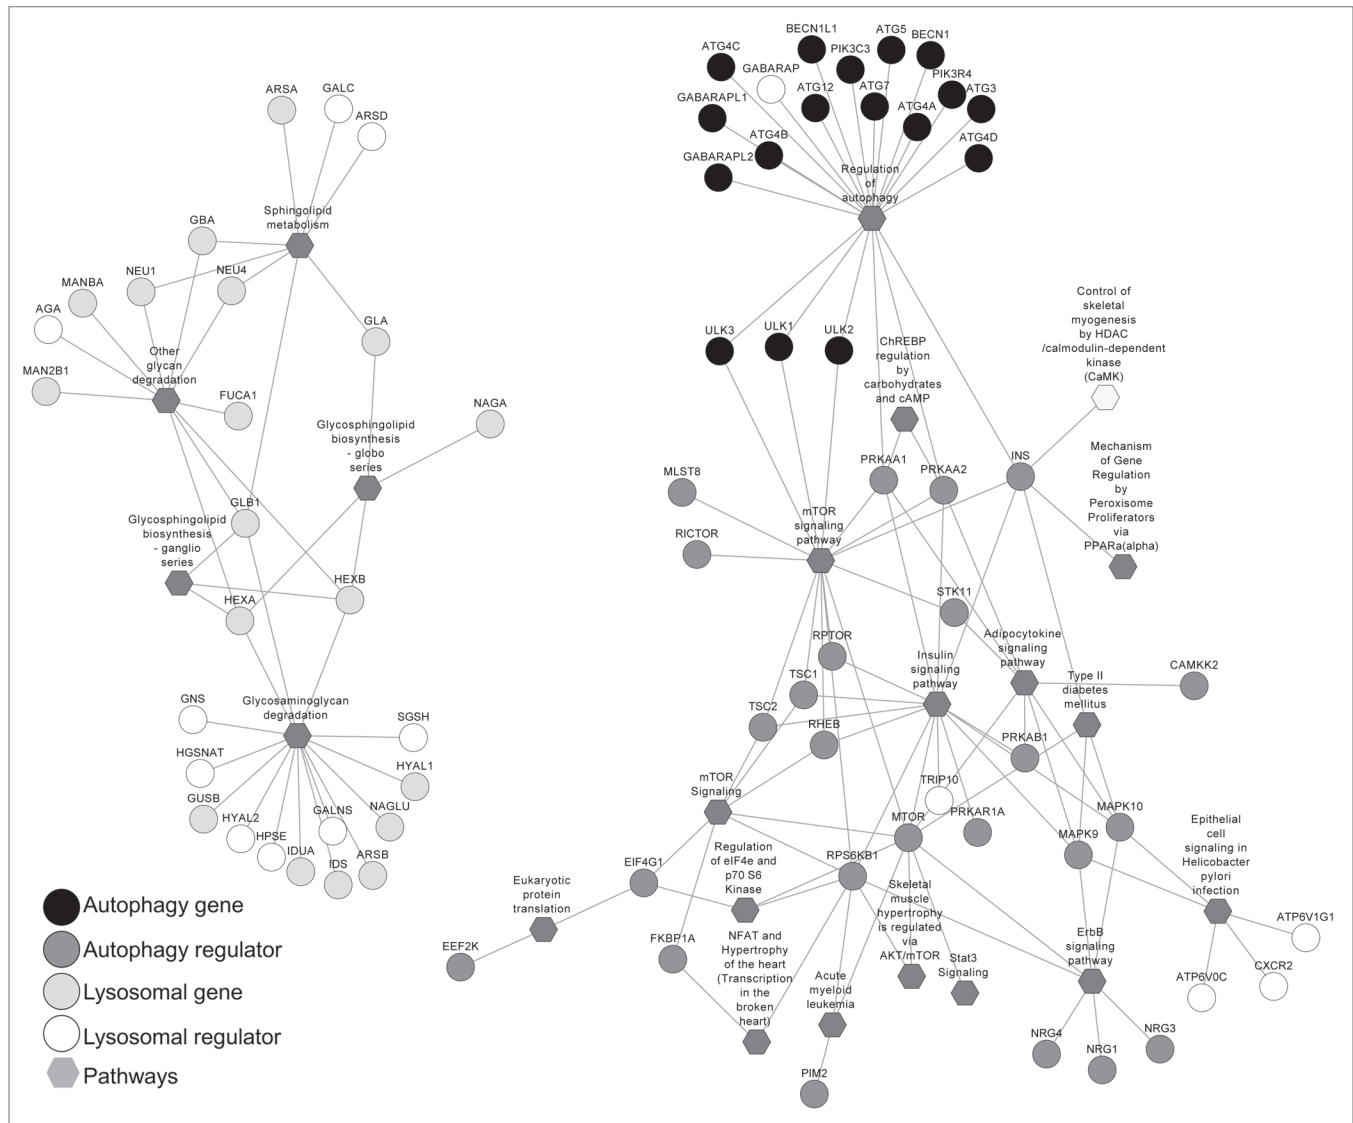 BECN1L1
ATG5
BECN1
ATG4C
PIK3C3
GABARAP
PIK3R4
ATG12
ATG7
ATG3
GABARAPL1
ATG4A
ATG4B
ATG4D
GABARAPL2
Regulation
of
autophagy
ARSA
GALC
ARSD
Sphingolipid
metabolism
GBA
NEU1
NEU4
MANBA
AGA
GLA
Other
glycan
degradation
MAN2B1
FUCA1
NAGA
Glycosphingolipid
biosynthesis
- globo
series
GLB1
Glycosphingolipid
biosynthesis
- ganglio
series
HEXB
HEXA
Glycosaminoglycan
degradation
GNS
SGSH
HGSNAT
HYAL1
GUSB
NAGLU
HYAL2
GALNS
HPSE
IDUA
IDS
ARSB
ULK3
ULK1
ULK2
ChREBP
regulation
by
carbohydrates
and cAMP
Control of
skeletal
myogenesis
by HDAC
/calmodulin-dependent
kinase
(CaMK)
Mechanism
of Gene
Regulation
by
Peroxisome
Proliferators
via
PPARa(alpha)
PRKAA1
PRKAA2
INS
MLST8
RICTOR
mTOR
signaling
pathway
STK11
RPTOR
Insulin
signaling
pathway
Adipocytokine
signaling
pathway
Type II
diabetes
mellitus
CAMKK2
TSC1
TSC2
RHEB
PRKAB1
mTOR
Signaling
TRIP10
PRKAR1A
MTOR
MAPK10
MAPK9
Epithelial
cell
signaling in
Helicobacter
pylori
infection
EIF4G1
Regulation
of eIF4e and
p70 S6
Kinase
RPS6KB1
Skeletal
muscle
hypertrophy
is regulated
via
AKT/mTOR
Eukaryotic
protein
translation
EEF2K
FKBP1A
NFAT and
Hypertrophy
of the heart
(Transcription
in the
broken
heart)
Acute
myeloid
leukemia
Stat3
Signaling
ErbB
signaling
pathway
ATP6V1G1
ATP6V0C
CXCR2
NRG4
NRG1
NRG3
PIM2
Autophagy gene
Autophagy regulator
Lysosomal gene
Lysosomal regulator
Pathways